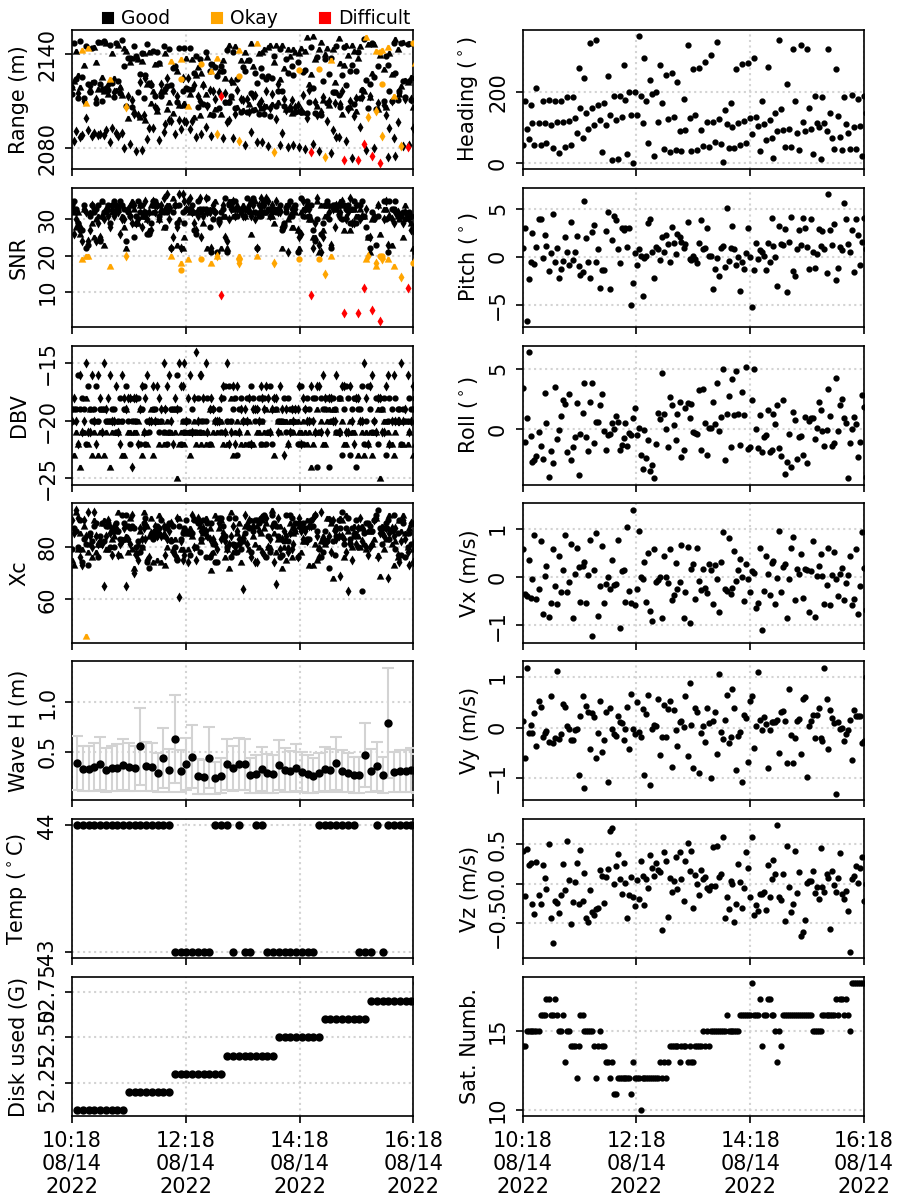 Good Okay Difficult
Range (m)
2140
2080
Heading (°)
200
0
SNR
30
20
10
Pitch (°)
5
0
−5
DBV
−15
−20
−25
Roll (°)
5
0
Xc
80
60
Vx (m/s)
1
0
−1
Wave H (m)
1.0
0.5
Vy (m/s)
1
0
−1
Temp (°C)
44
43
Vz (m/s)
0.5
0.0
−0.5
Disk used (G)
52.75
52.50
52.25
Sat. Numb.
15
10
10:18 12:18 14:18 16:18 10:18 12:18 14:18 16:18
08/14 08/14 08/14 08/14 08/14 08/14 08/14 08/14
2022 2022 2022 2022 2022 2022 2022 2022